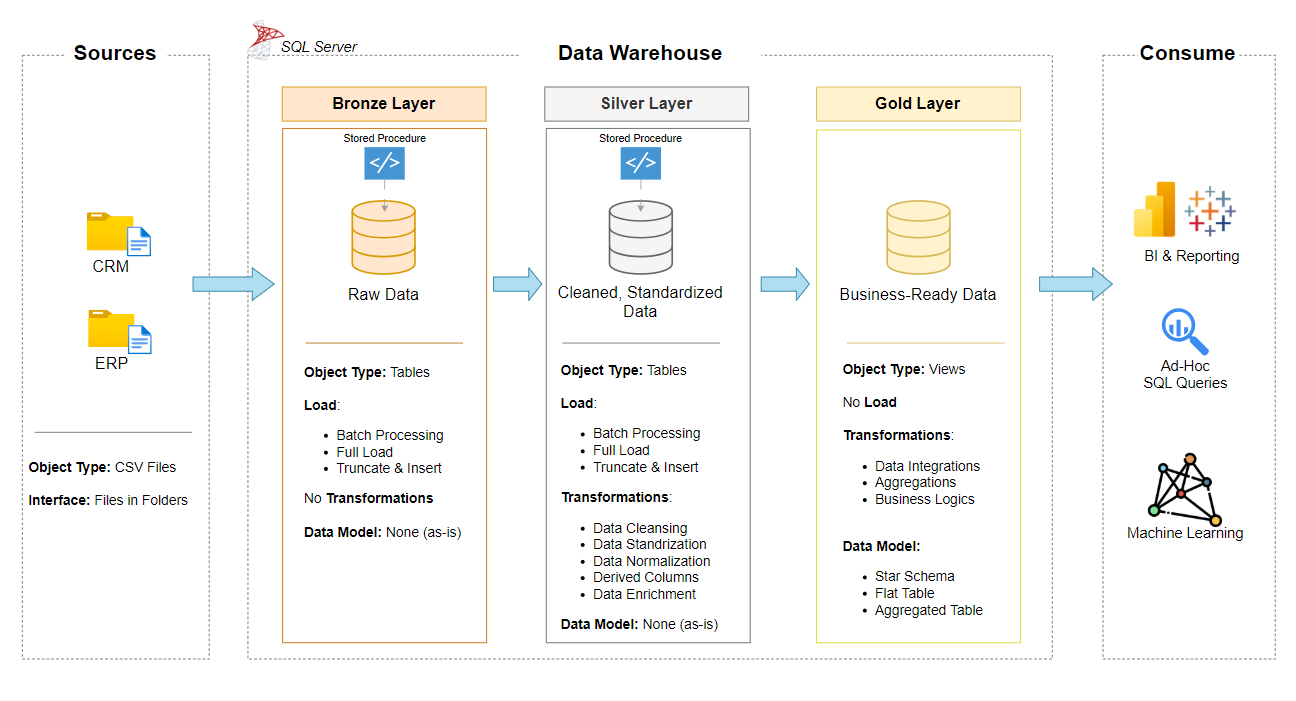 Sources
CRM
ERP
Object Type: CSV Files
Interface: Files in Folders
SQL Server
Data Warehouse
Bronze Layer
Stored Procedure
</>
Raw Data
Object Type: Tables
Load:
• Batch Processing
• Full Load
• Truncate & Insert
No Transformations
Data Model: None (as-is)
Silver Layer
Stored Procedure
</>
Cleaned, Standardized
Data
Object Type: Tables
Load:
• Batch Processing
• Full Load
• Truncate & Insert
Transformations:
• Data Cleansing
• Data Standrization
• Data Normalization
• Derived Columns
• Data Enrichment
Data Model: None (as-is)
Gold Layer
Business-Ready Data
Object Type: Views
No Load
Transformations:
• Data Integrations
• Aggregations
• Business Logics
Data Model:
• Star Schema
• Flat Table
• Aggregated Table
Consume
BI & Reporting
Ad-Hoc
SQL Queries
Machine Learning